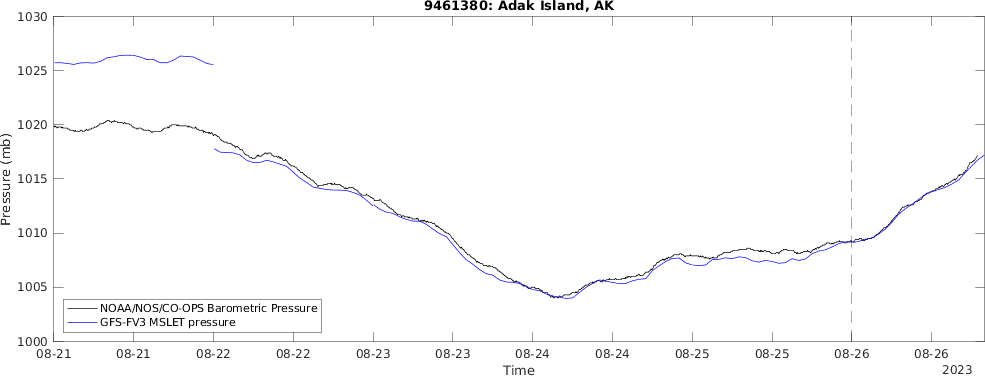 9461380: Adak Island, AK
Pressure (mb)
1030
1025
1020
1015
1010
1005
1000
NOAA/NOS/CO-OPS Barometric Pressure
GFS-FV3 MSLET pressure
08-21 08-21 08-22 08-22 08-23 08-23 08-24 08-24 08-25 08-25 08-26 08-26
Time
2023